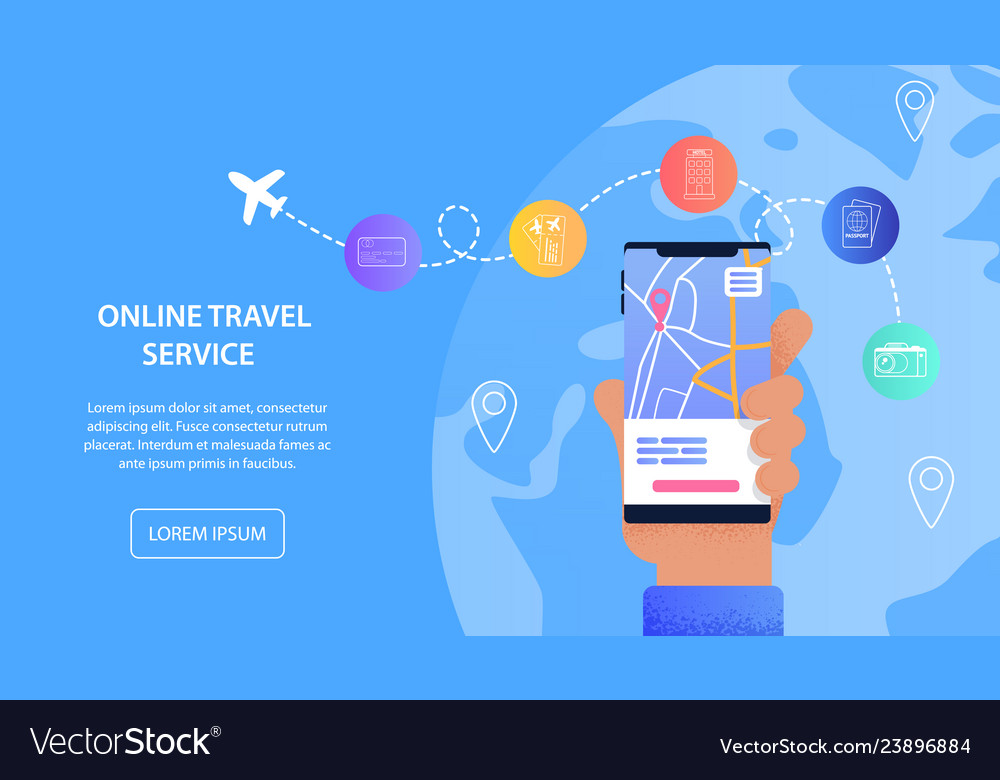 HOTEL
PASSPORT
ONLINE TRAVEL
SERVICE
Lorem ipsum dolor sit amet, consectetur
adipiscing elit. Fusce consectetur rutrum
placerat. Interdum et malesuada fames ac
ante ipsum primis in faucibus.
LOREM IPSUM
VectorStock®
VectorStock.com/23896884